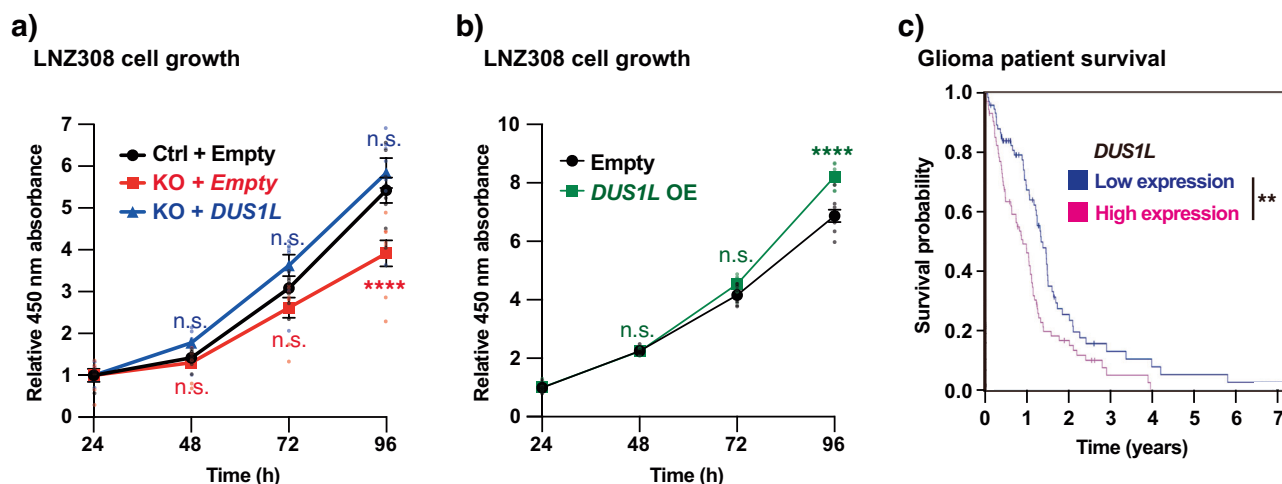 a)
LNZ308 cell growth
Relative 450 nm absorbance
7
6
5
4
3
2
1
0
24
48
72
96
Time (h)
Ctrl + Empty
KO + Empty
KO + DUS1L
n.s.
n.s.
n.s.
n.s.
n.s.
****
b)
LNZ308 cell growth
Relative 450 nm absorbance
10
8
6
4
2
0
24
48
72
96
Time (h)
Empty
DUS1L OE
n.s.
n.s.
****
c)
Glioma patient survival
Survival probability
1.0
0.8
0.6
0.4
0.2
0.0
0
1
2
3
4
5
6
7
Time (years)
DUS1L
Low expression
High expression
**